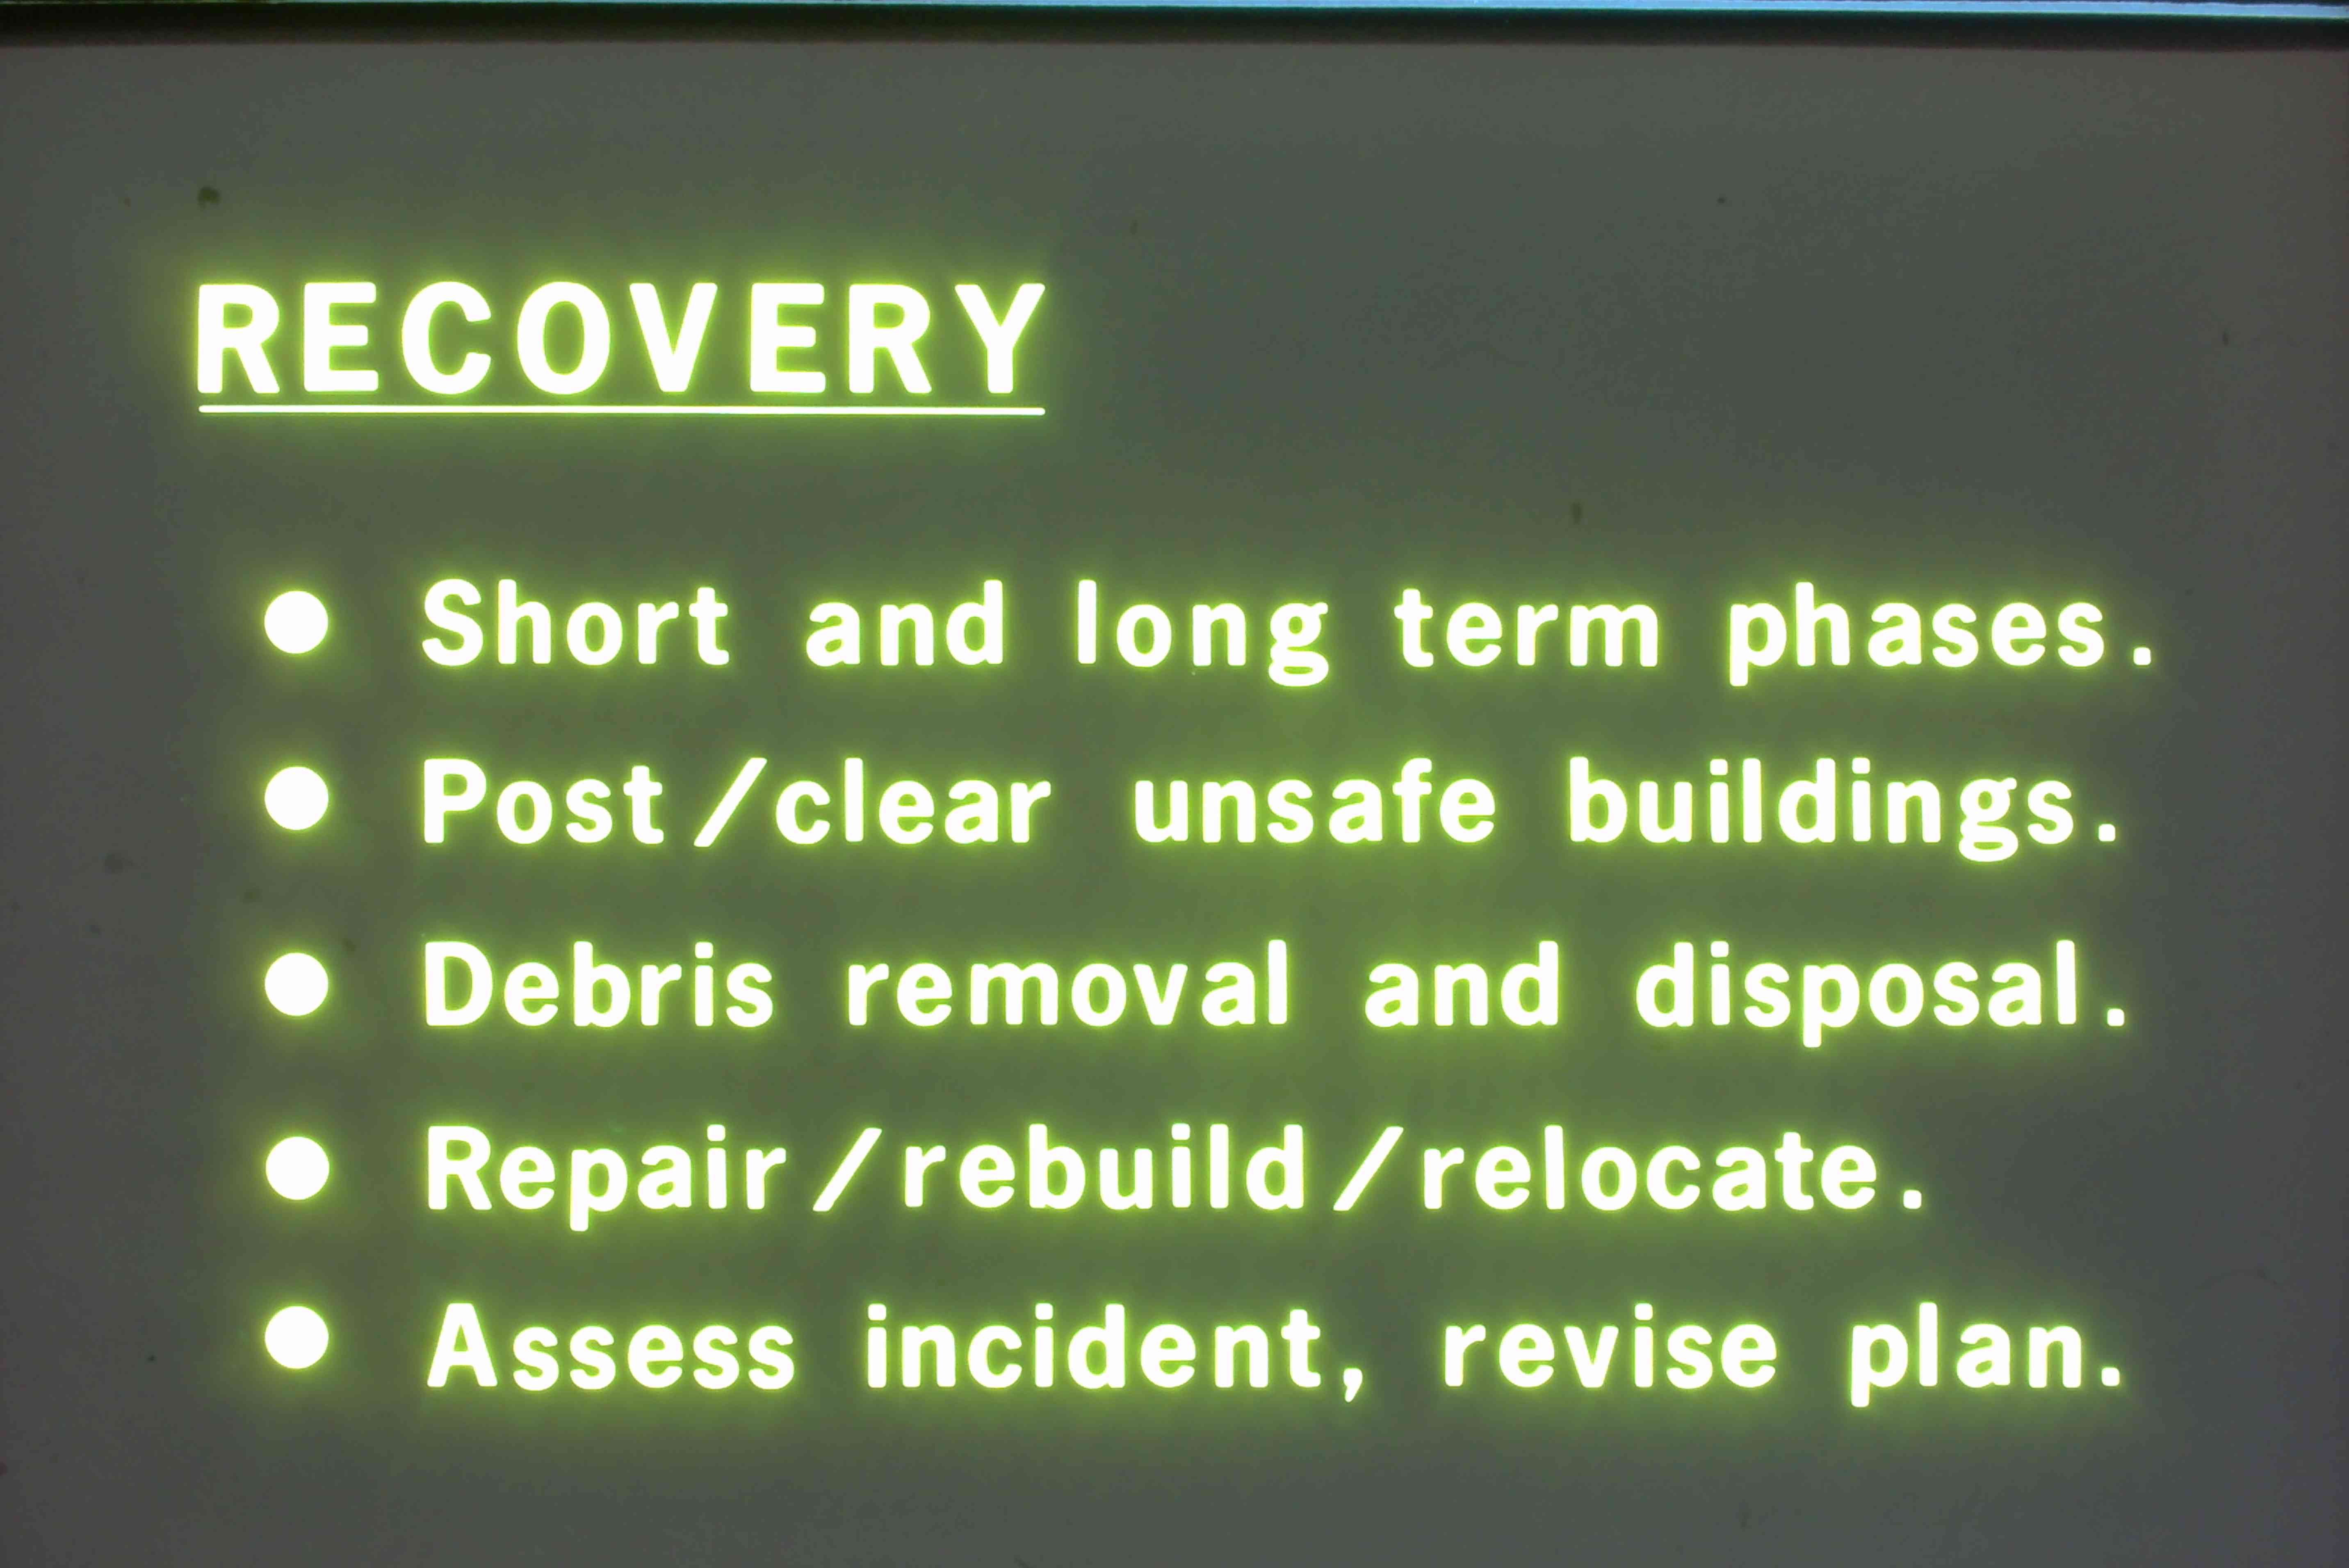 RECOVERY
● Short and long term phases.
● Post/clear unsafe buildings.
● Debris removal and disposal.
● Repair/rebuild/relocate.
● Assess incident, revise plan.